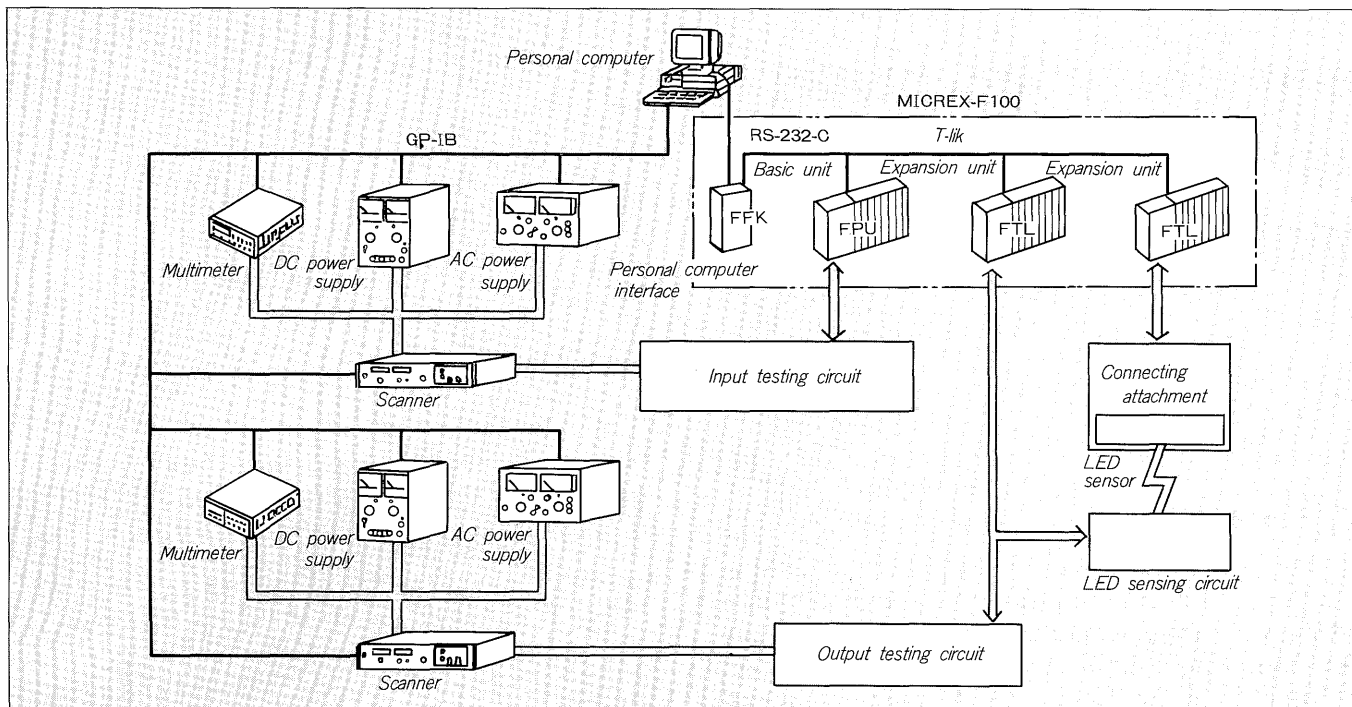 Personal computer
MICREX-F100
GP-IB
RS-232-C
T-lik
Basic unit
Expansion unit
Expansion unit
FFK
FPU
FTL
FTL
Multimeter
DC power
supply
AC power
supply
Personal computer
interface
Scanner
Input testing circuit
Connecting
attachment
LED
sensor
Multimeter
DC power
supply
AC power
supply
LED sensing circuit
Scanner
Output testing circuit